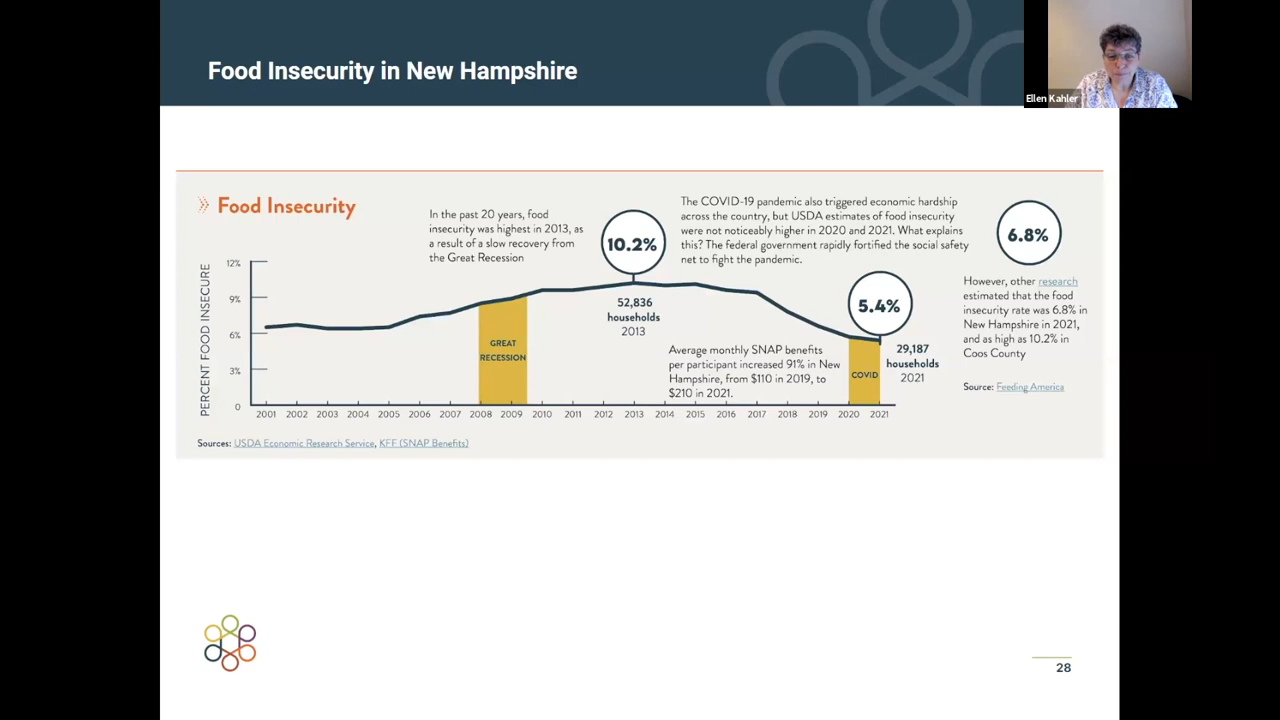 Food Insecurity in New Hampshire
Ellen Kahler
Food Insecurity
In the past 20 years, food
insecurity was highest in 2013, as
a result of a slow recovery from
the Great Recession
10.2%
The COVID-19 pandemic also triggered economic hardship
across the country, but USDA estimates of food insecurity
were not noticeably higher in 2020 and 2021. What explains
this? The federal government rapidly fortified the social safety
net to fight the pandemic.
6.8%
However, other research
estimated that the food
insecurity rate was 6.8% in
New Hampshire in 2021,
and as high as 10.2% in
Coos County
Source: Feeding America
PERCENT FOOD INSECURE
12%
9%
6%
3%
0
52,836
households
2013
5.4%
29,187
households
2021
GREAT
RECESSION
Average monthly SNAP benefits
per participant increased 91% in New
Hampshire, from $110 in 2019, to
$210 in 2021.
COVID
2001 2002 2003 2004 2005 2006 2007 2008 2009 2010 2011 2012 2013 2014 2015 2016 2017 2018 2019 2020 2021
Sources: USDA Economic Research Service, KFF (SNAP Benefits)
28